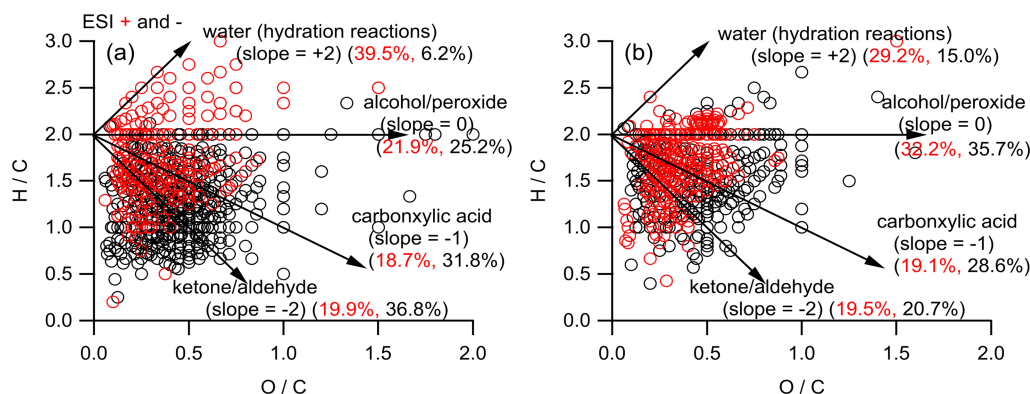 ESI + and -
(a)
water (hydration reactions)
(slope = +2) (39.5%, 6.2%)
alcohol/peroxide
(slope = 0)
(21.9%, 25.2%)
carbonxylic acid
(slope = -1)
(18.7%, 31.8%)
ketone/aldehyde
(slope = -2) (19.9%, 36.8%)
H / C
3.0
2.5
2.0
1.5
1.0
0.5
0.0
0.0 0.5 1.0 1.5 2.0
O / C
(b)
water (hydration reactions)
(slope = +2) (29.2%, 15.0%)
alcohol/peroxide
(slope = 0)
(32.2%, 35.7%)
carbonxylic acid
(slope = -1)
(19.1%, 28.6%)
ketone/aldehyde
(slope = -2) (19.5%, 20.7%)
H / C
3.0
2.5
2.0
1.5
1.0
0.5
0.0
0.0 0.5 1.0 1.5 2.0
O / C